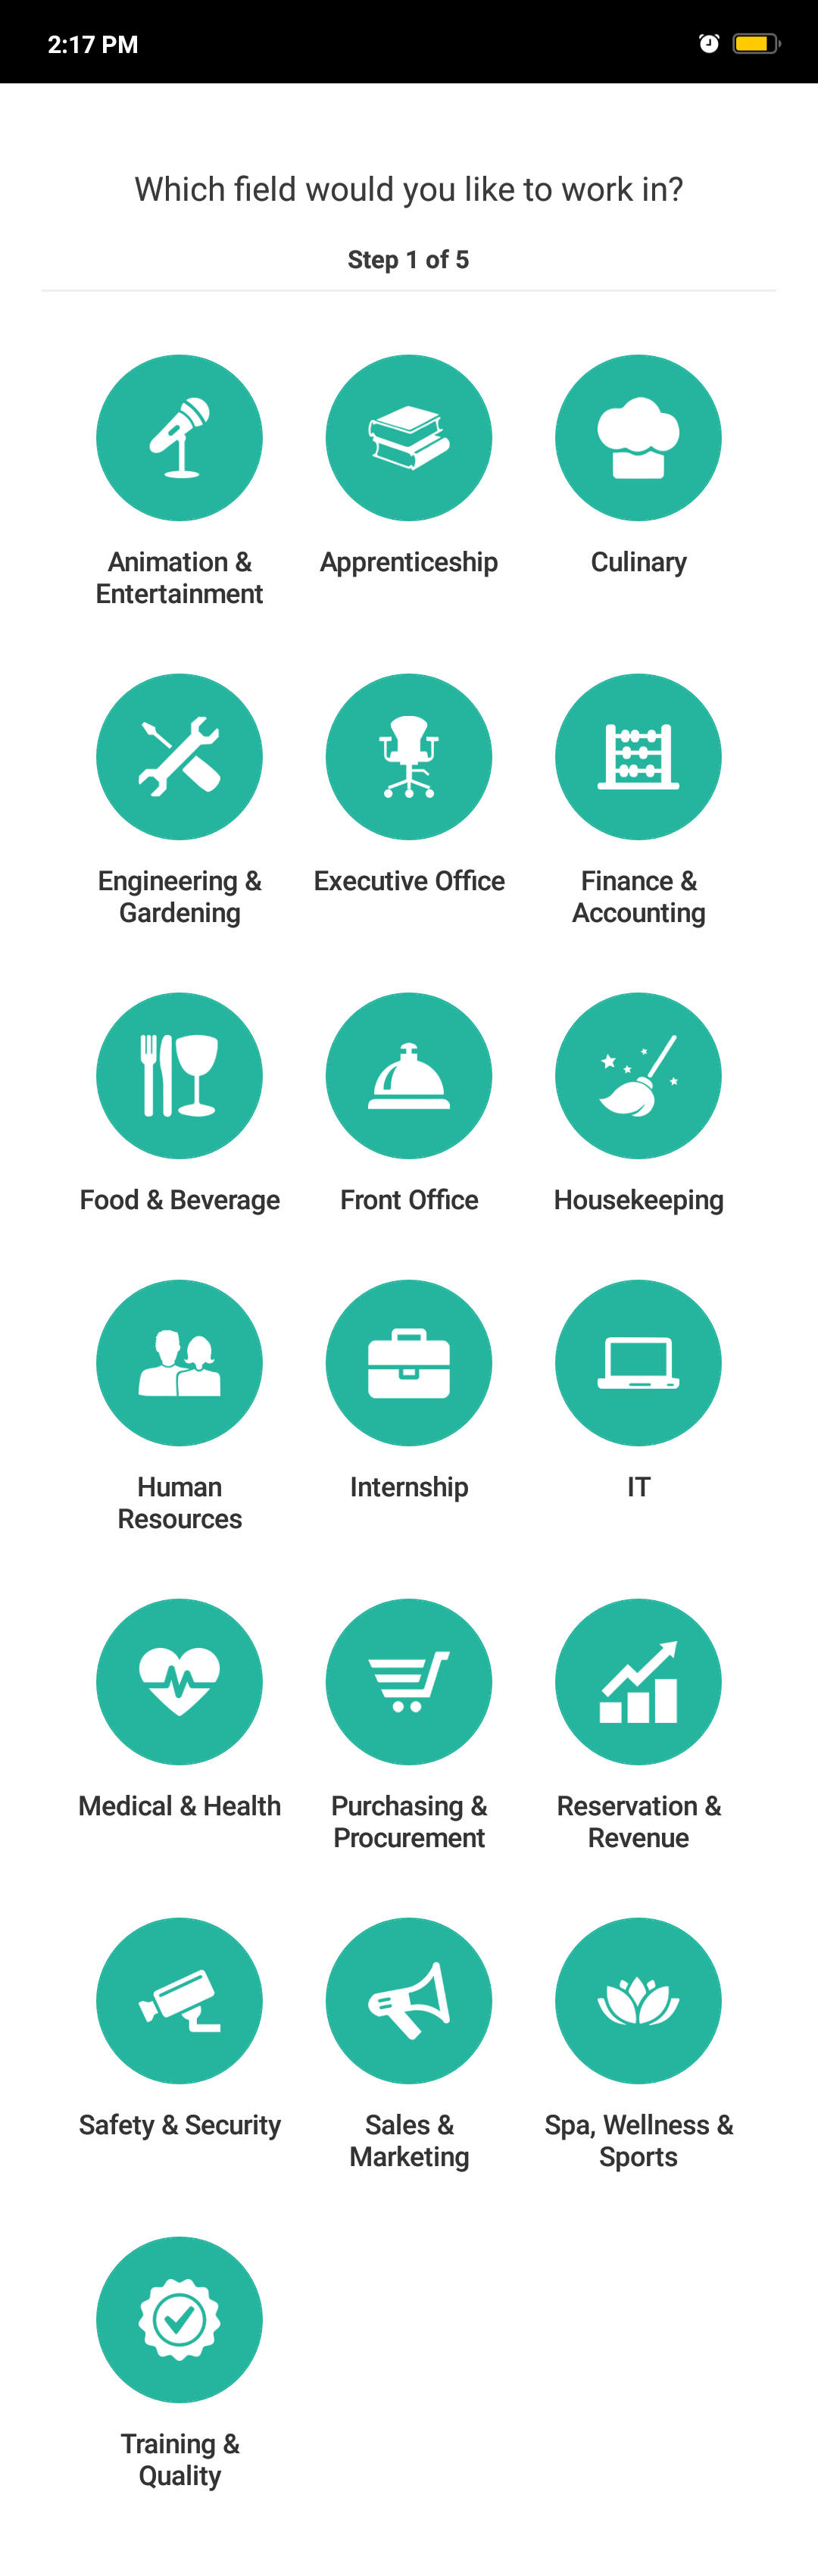 2:17 PM
Which field would you like to work in?
Step 1 of 5
Animation &
Entertainment
Apprenticeship
Culinary
Engineering &
Gardening
Executive Office
Finance &
Accounting
Food & Beverage
Front Office
Housekeeping
Human
Resources
Internship
IT
Medical & Health
Purchasing &
Procurement
Reservation &
Revenue
Safety & Security
Sales &
Marketing
Spa, Wellness &
Sports
Training &
Quality